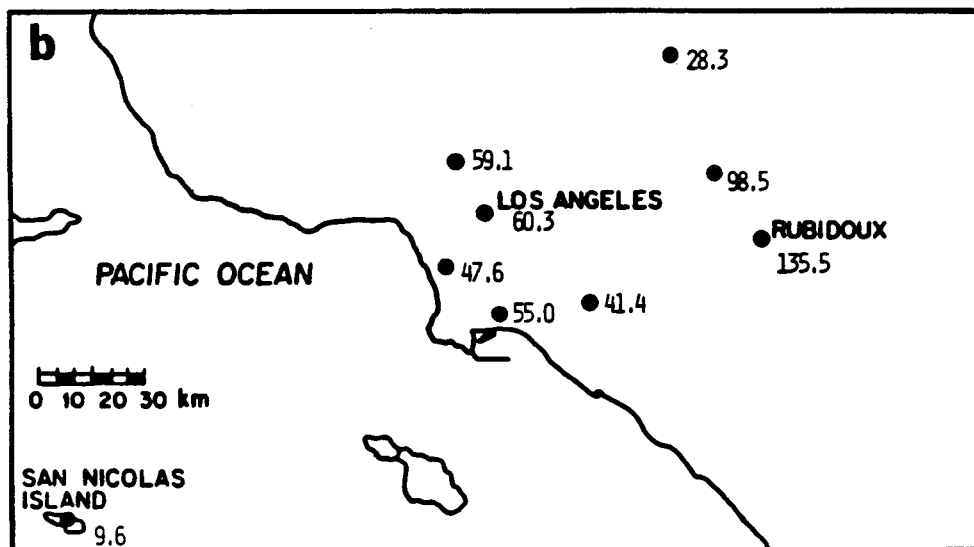 b
28.3
59.1
98.5
LOS ANGELES
60.3
RUBIDOUX
135.5
PACIFIC OCEAN
47.6
55.0
41.4
0 10 20 30 km
SAN NICOLAS
ISLAND
9.6